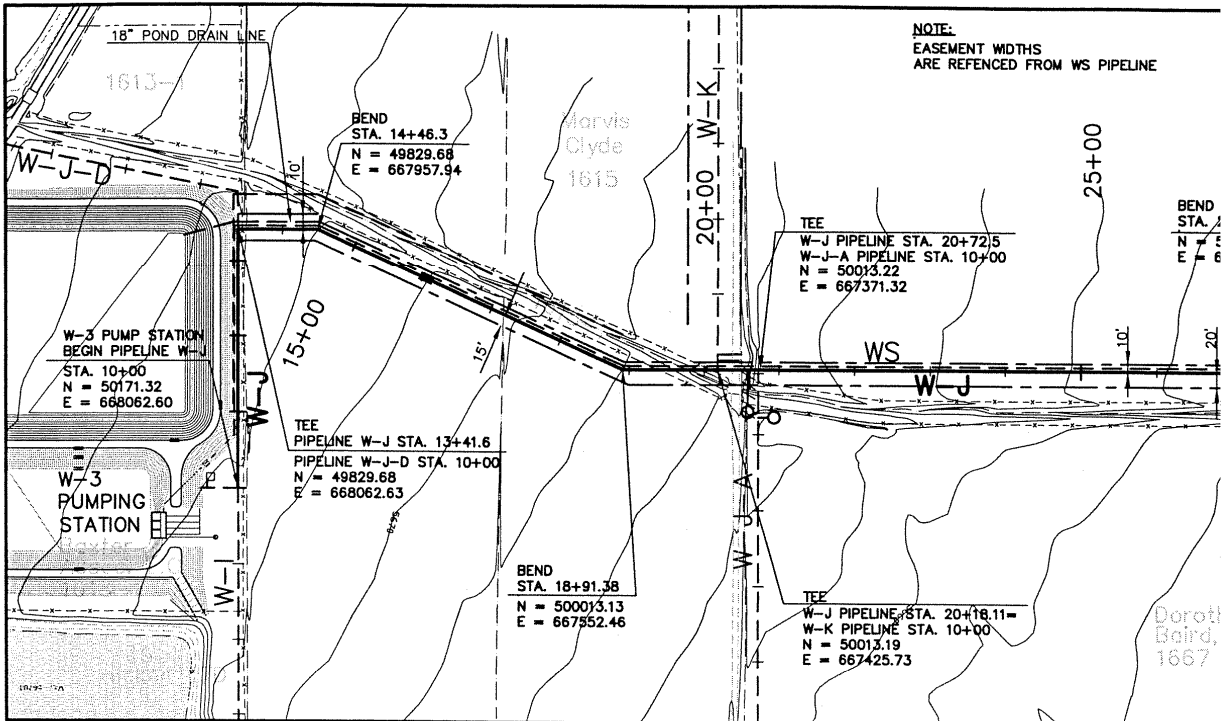 NOTE:
EASEMENT WIDTHS
ARE REFENCED FROM WS PIPELINE
18" POND DRAIN LINE
1613-1
BEND
STA. 14+46.3
N = 49829.68
E = 667957.94
Marvis
Clyde
1615
W-K
20+00
25+00
BEND
STA.
N = 5
E = 6
W-J-D
10'
TEE
W-J PIPELINE STA. 20+72.5
W-J-A PIPELINE STA. 10+00
N = 50013.22
E = 667371.32
15+00
15'
W-3 PUMP STATION
BEGIN PIPELINE W-J
STA. 10+00
N = 50171.32
E = 668062.60
W-J
WS
W-J
10'
20'
TEE
PIPELINE W-J STA. 13+41.6
PIPELINE W-J-D STA. 10+00
N = 49829.68
E = 668062.63
W-3
PUMPING
STATION
W-I
W J A
BEND
STA. 18+91.38
N = 500013.13
E = 667552.46
TEE
W-J PIPELINE STA. 20+18.11=
W-K PIPELINE STA. 10+00
N = 50013.19
E = 667425.73
Doroth
Baird,
1667